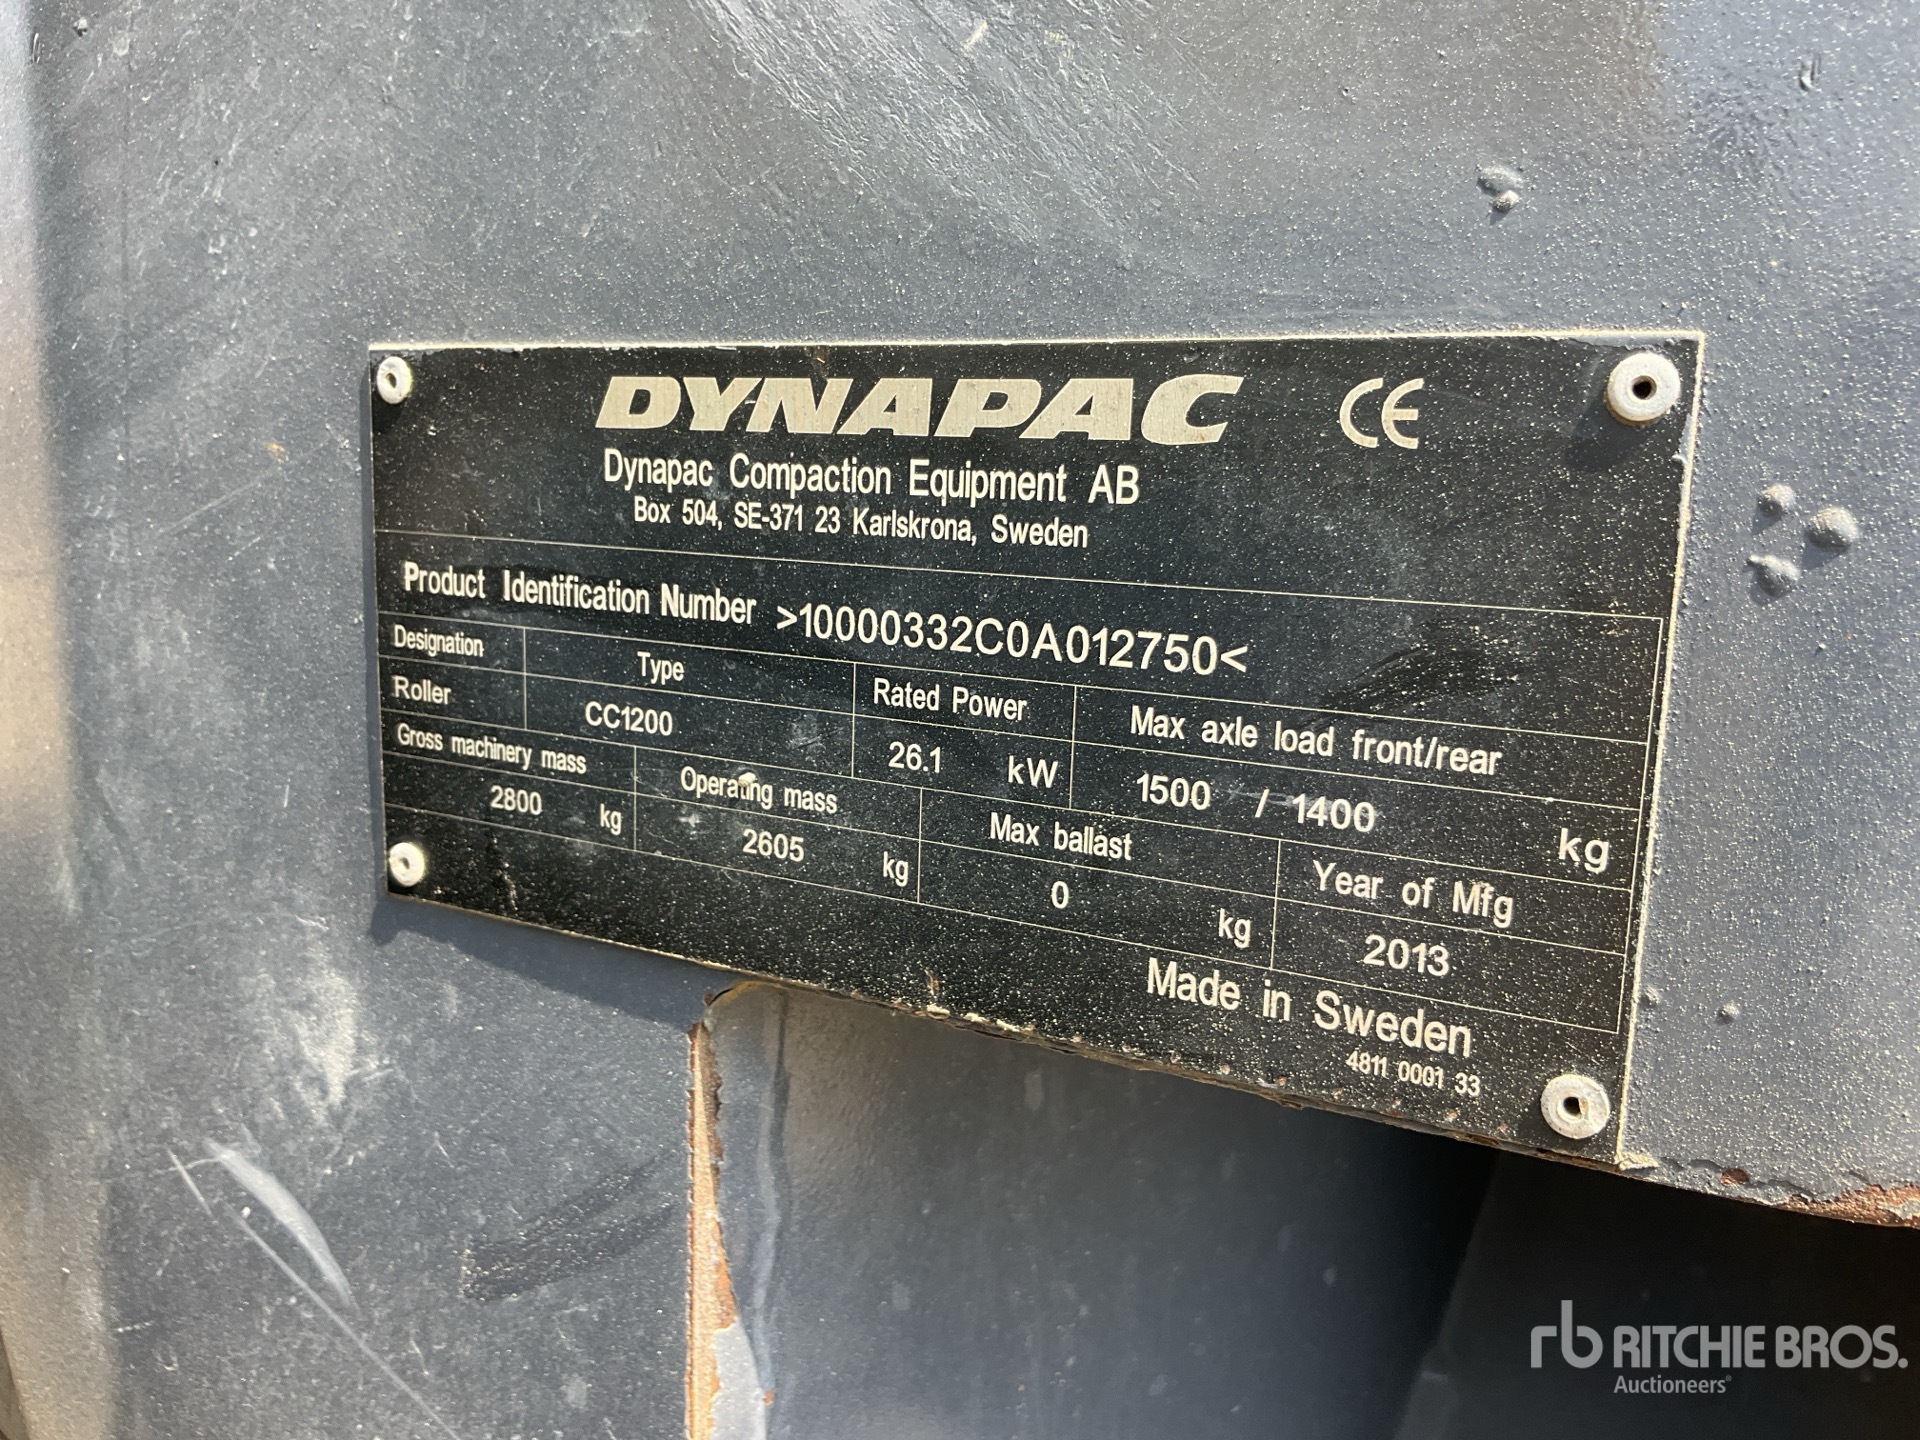 DYNAPAC CE
Dynapac Compaction Equipment AB
Box 504, SE-371 23 Karlskrona, Sweden
Product Identification Number >10000332C0A012750<
Designation Type Rated Power Max axle load front/rear
Roller CC1200 26.1 kW 1500 / 1400 kg
Gross machinery mass Operating mass Max ballast Year of Mfg
2800 kg 2605 kg 0 kg 2013
Made in Sweden
4811 0001 33
rb RITCHIE BROS.
Auctioneers®